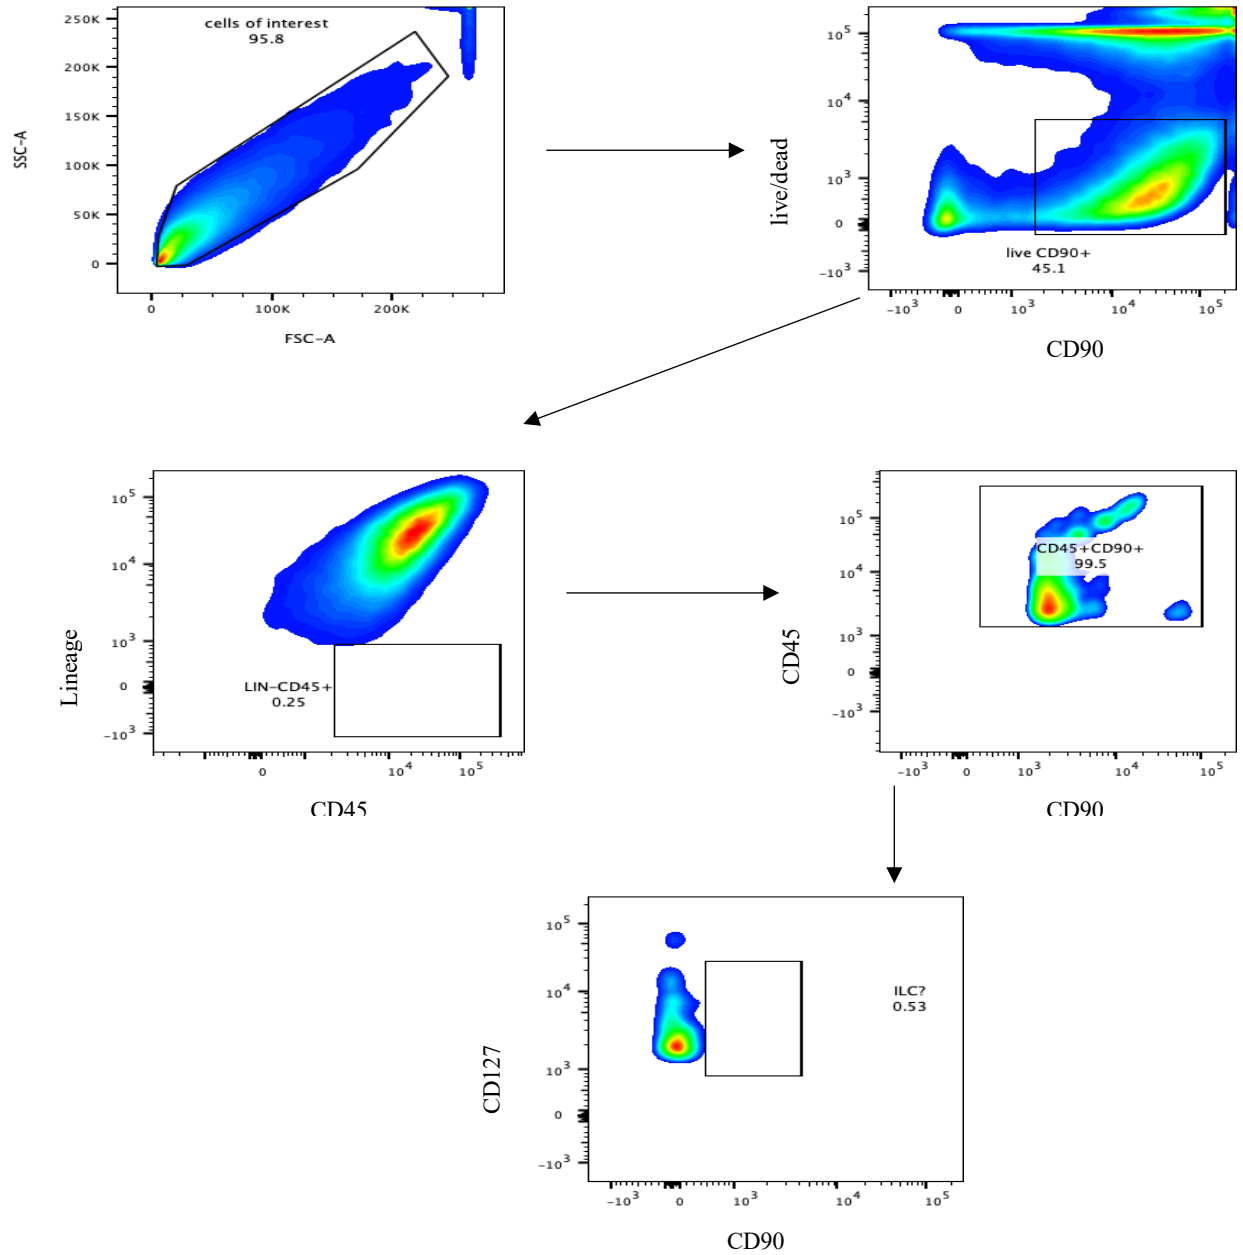 cells of interest
95.8
250K
200K
150K
100K
50K
0
SSC-A
0
100K
200K
FSC-A
10^5
10^4
10^3
0
-10^3
live/dead
live CD90+
45.1
-10^3
0
10^3
10^4
10^5
CD90
10^5
10^4
10^3
0
-10^3
Lineage
LIN-CD45+
0.25
0
10^4
10^5
CD45
10^5
10^4
10^3
0
-10^3
CD45
CD45+CD90+
99.5
-10^3
0
10^3
10^4
10^5
CD90
10^5
10^4
10^3
0
-10^3
CD127
ILC?
0.53
-10^3
0
10^3
10^4
10^5
CD90